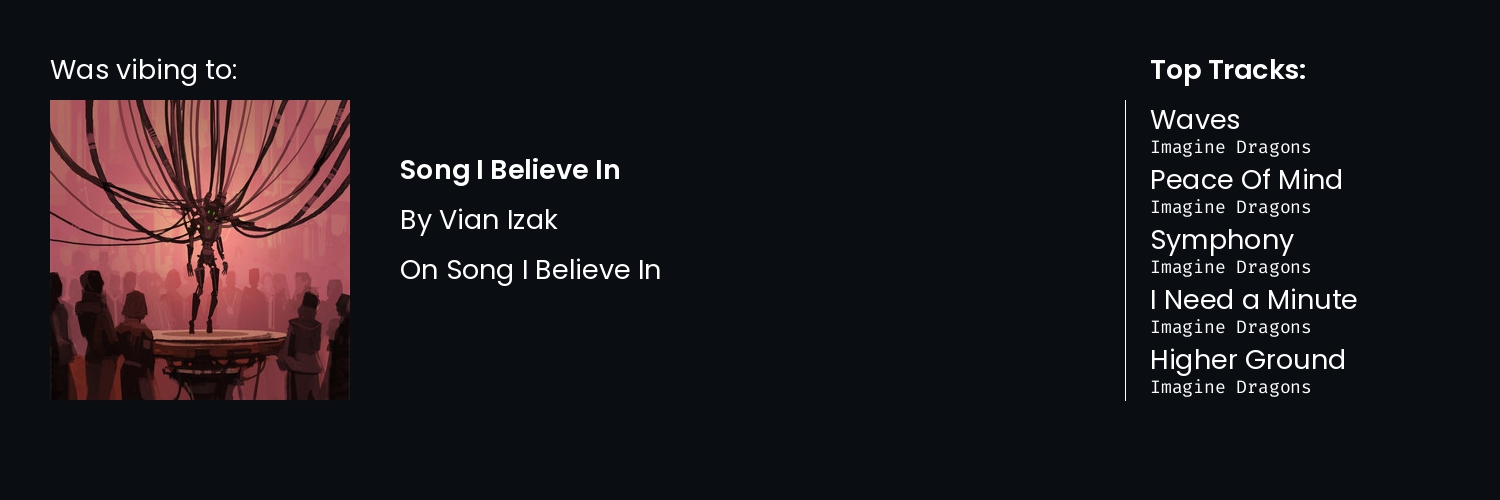 Was vibing to:
Song I Believe In
By Vian Izak
On Song I Believe In
Top Tracks:
Waves
Imagine Dragons
Peace Of Mind
Imagine Dragons
Symphony
Imagine Dragons
I Need a Minute
Imagine Dragons
Higher Ground
Imagine Dragons